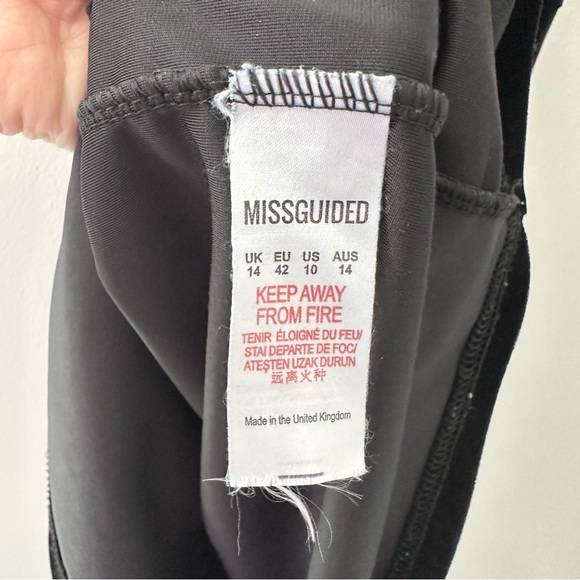 MISSGUIDED
UK EU US AUS
14 42 10 14
KEEP AWAY
FROM FIRE
TENIR ÉLOIGNÉ DU FEU/
STAI DEPARTE DE FOC/
ATEŞTEN UZAK DURUN
远离火种
Made in the United Kingdom